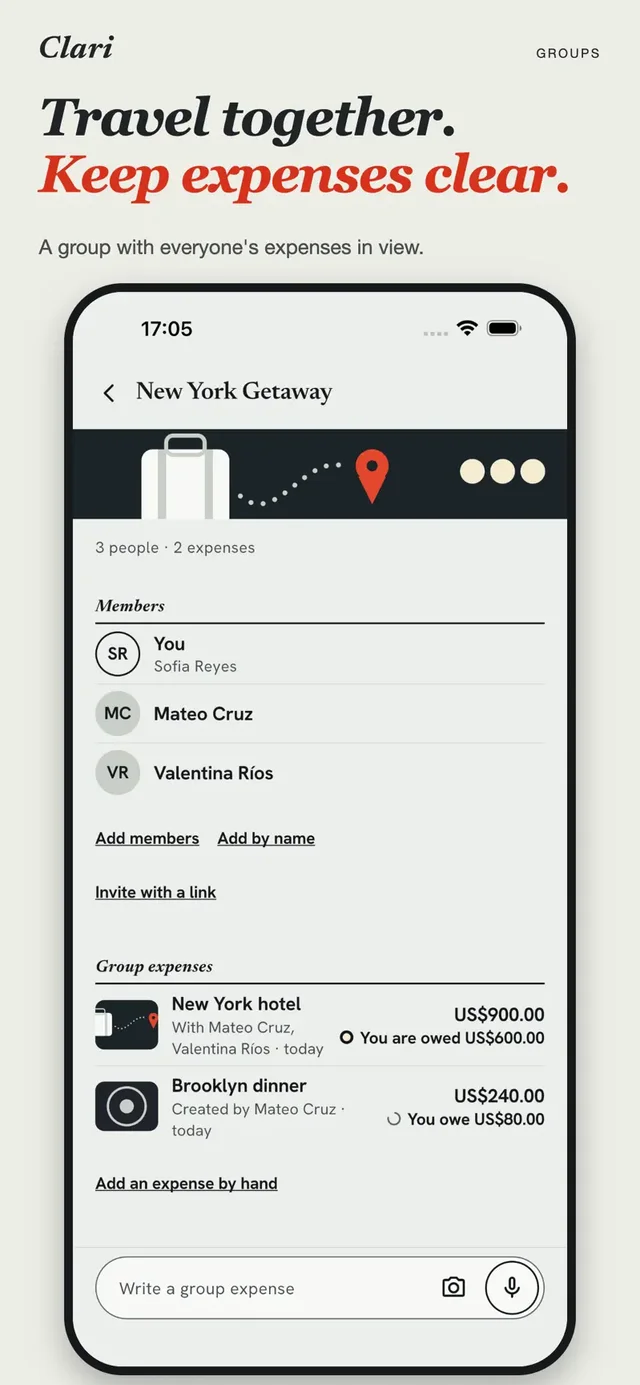 Clari
GROUPS
Travel together.
Keep expenses clear.
A group with everyone's expenses in view.
17:05
New York Getaway
3 people · 2 expenses
Members
SR
You
Sofia Reyes
MC
Mateo Cruz
VR
Valentina Ríos
Add members
Add by name
Invite with a link
Group expenses
New York hotel
With Mateo Cruz,
Valentina Ríos · today
US$900.00
You are owed US$600.00
Brooklyn dinner
Created by Mateo Cruz ·
today
US$240.00
You owe US$80.00
Add an expense by hand
Write a group expense